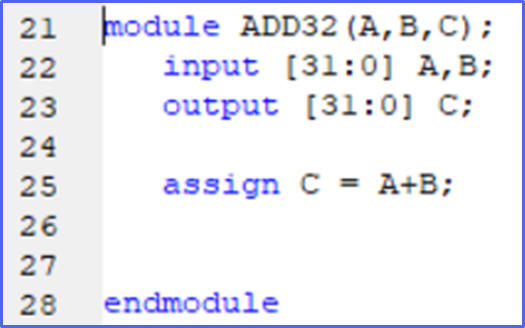 21 module ADD32(A,B,C);
22 input [31:0] A,B;
23 output [31:0] C;
24
25 assign C = A+B;
26
27
28 endmodule